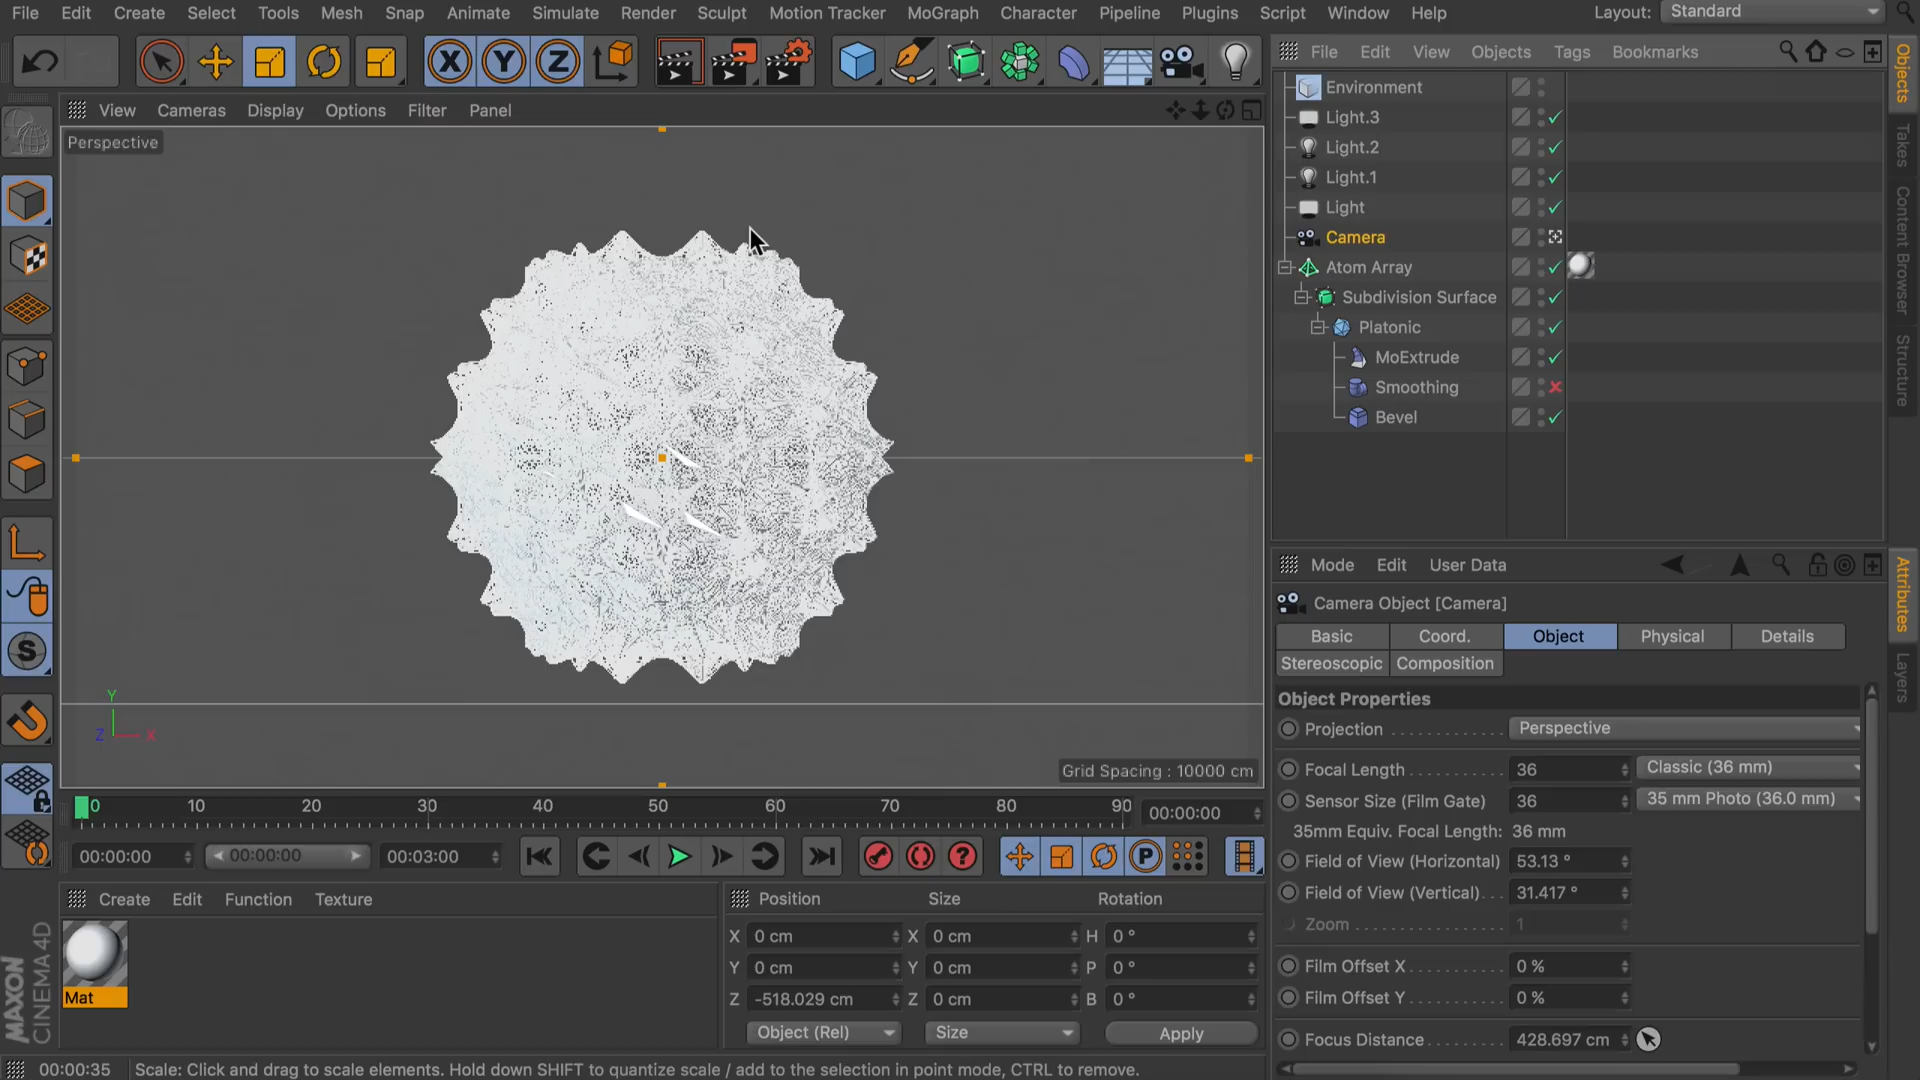 File Edit Create Select Tools Mesh Snap Animate Simulate Render Sculpt Motion Tracker MoGraph Character Pipeline Plugins Script Window Help Layout: Standard
X Y Z
File Edit View Objects Tags Bookmarks
View Cameras Display Options Filter Panel
Perspective
Environment
Light.3
Light.2
Light.1
Light
Camera
Atom Array
Subdivision Surface
Platonic
MoExtrude
Smoothing
Bevel
Objects
Takes
Content Browser
Structure
S
Y
Z X
Grid Spacing : 10000 cm
Mode Edit User Data
Camera Object [Camera]
Basic Coord. Object Physical Details
Stereoscopic Composition
Object Properties
Projection Perspective
Focal Length 36 Classic (36 mm)
Sensor Size (Film Gate) 36 35 mm Photo (36.0 mm)
35mm Equiv. Focal Length: 36 mm
Field of View (Horizontal) 53.13 °
Field of View (Vertical) 31.417 °
Zoom 1
Film Offset X 0 %
Film Offset Y 0 %
Focus Distance 428.697 cm
Attributes
Layers
0 10 20 30 40 50 60 70 80 90 00:00:00
00:00:00 00:00:00 00:03:00 ? P
Create Edit Function Texture
Mat
Position Size Rotation
X 0 cm X 0 cm H 0 °
Y 0 cm Y 0 cm P 0 °
Z -518.029 cm Z 0 cm B 0 °
Object (Rel) Size Apply
MAXON
CINEMA 4D
00:00:35 Scale: Click and drag to scale elements. Hold down SHIFT to quantize scale / add to the selection in point mode, CTRL to remove.